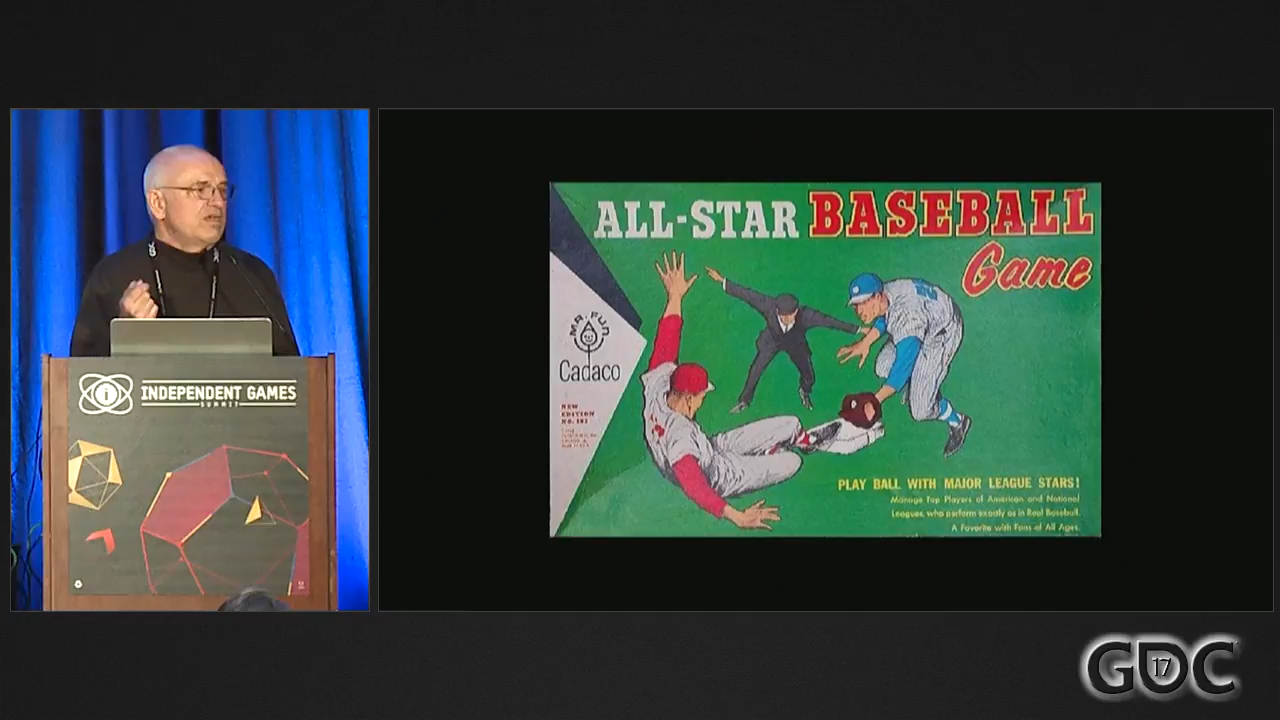 INDEPENDENT GAMES
SUMMIT
ALL-STAR BASEBALL
Game
MR. FUN
Cadaco
NEW
EDITION
PLAY BALL WITH MAJOR LEAGUE STARS!
Manage Top Players of American and National
Leagues, who perform exactly as in Real Baseball.
A Favorite with Fans of All Ages.
GDC
17